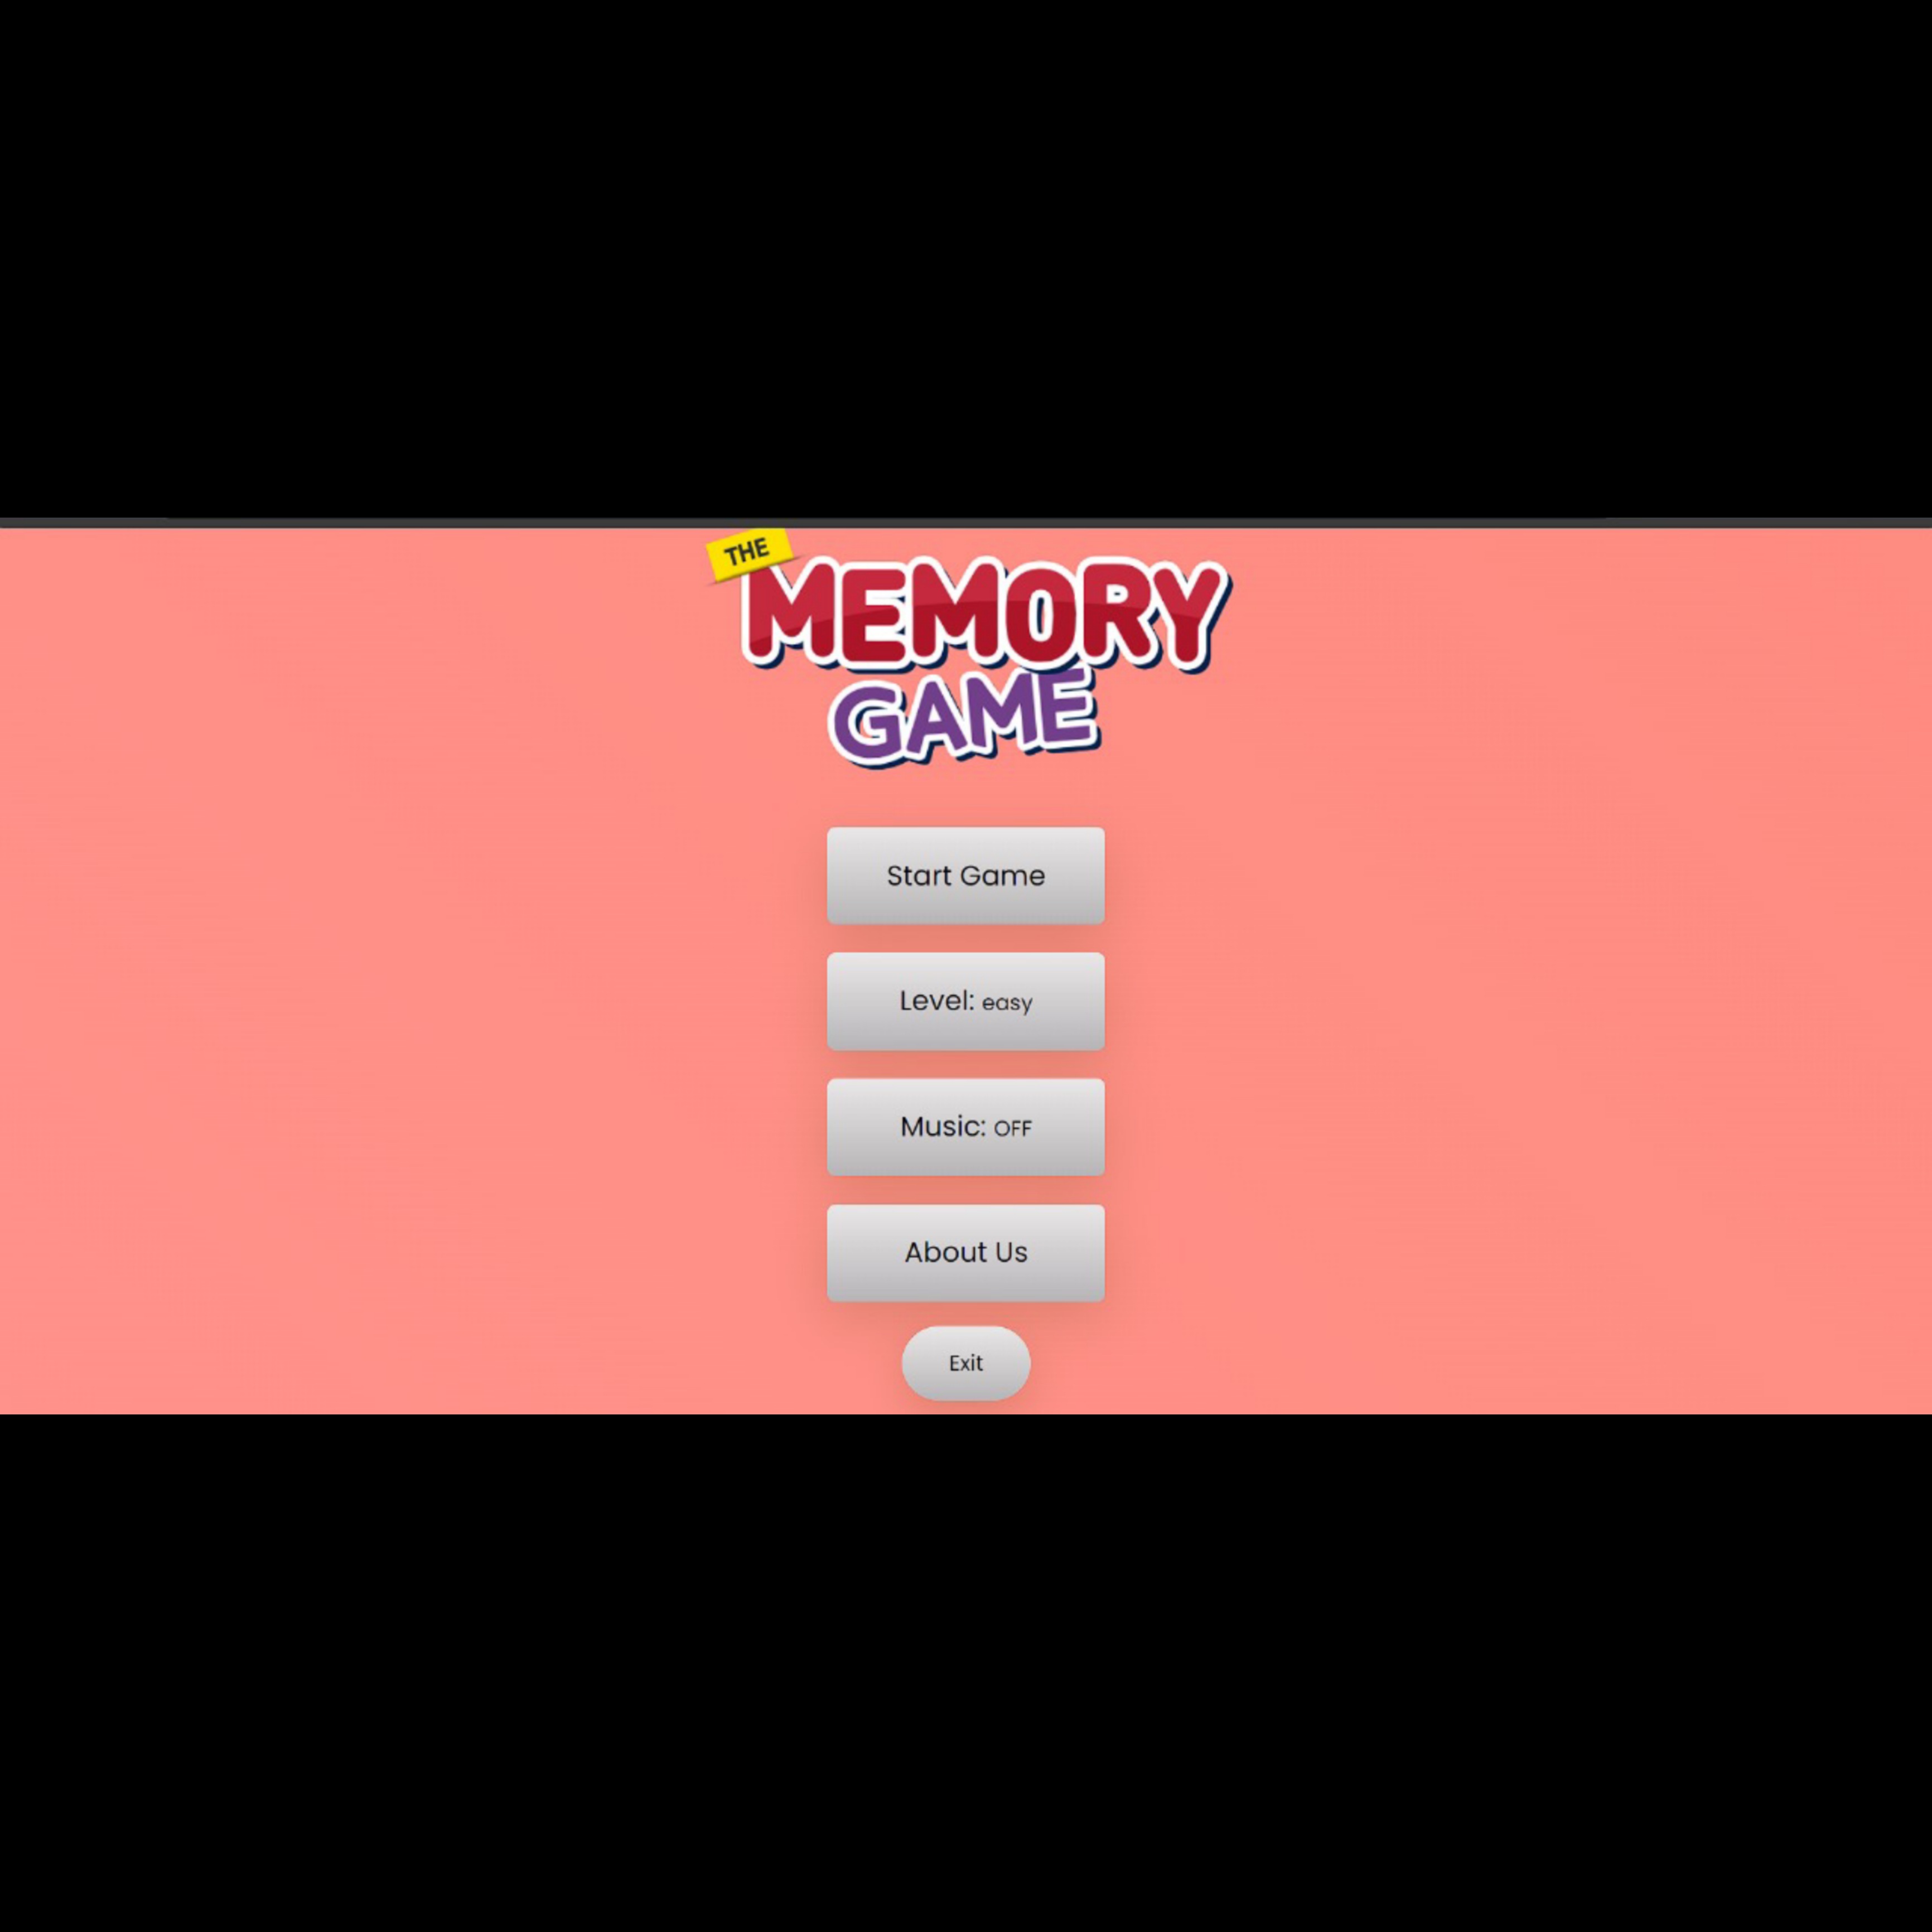 THE
MEMORY
GAME
Start Game
Level: easy
Music: OFF
About Us
Exit